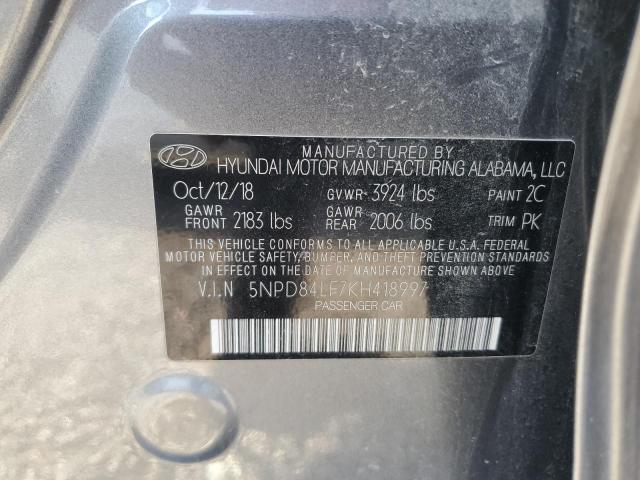 MANUFACTURED BY
HYUNDAI MOTOR MANUFACTURING ALABAMA, LLC
Oct/12/18 GVWR 3924 lbs PAINT 2C
GAWR FRONT 2183 lbs GAWR REAR 2006 lbs TRIM PK
THIS VEHICLE CONFORMS TO ALL APPLICABLE U.S.A. FEDERAL
MOTOR VEHICLE SAFETY, BUMPER, AND THEFT PREVENTION STANDARDS
IN EFFECT ON THE DATE OF MANUFACTURE SHOWN ABOVE.
V.I.N 5NPD84LF7KH418997
PASSENGER CAR